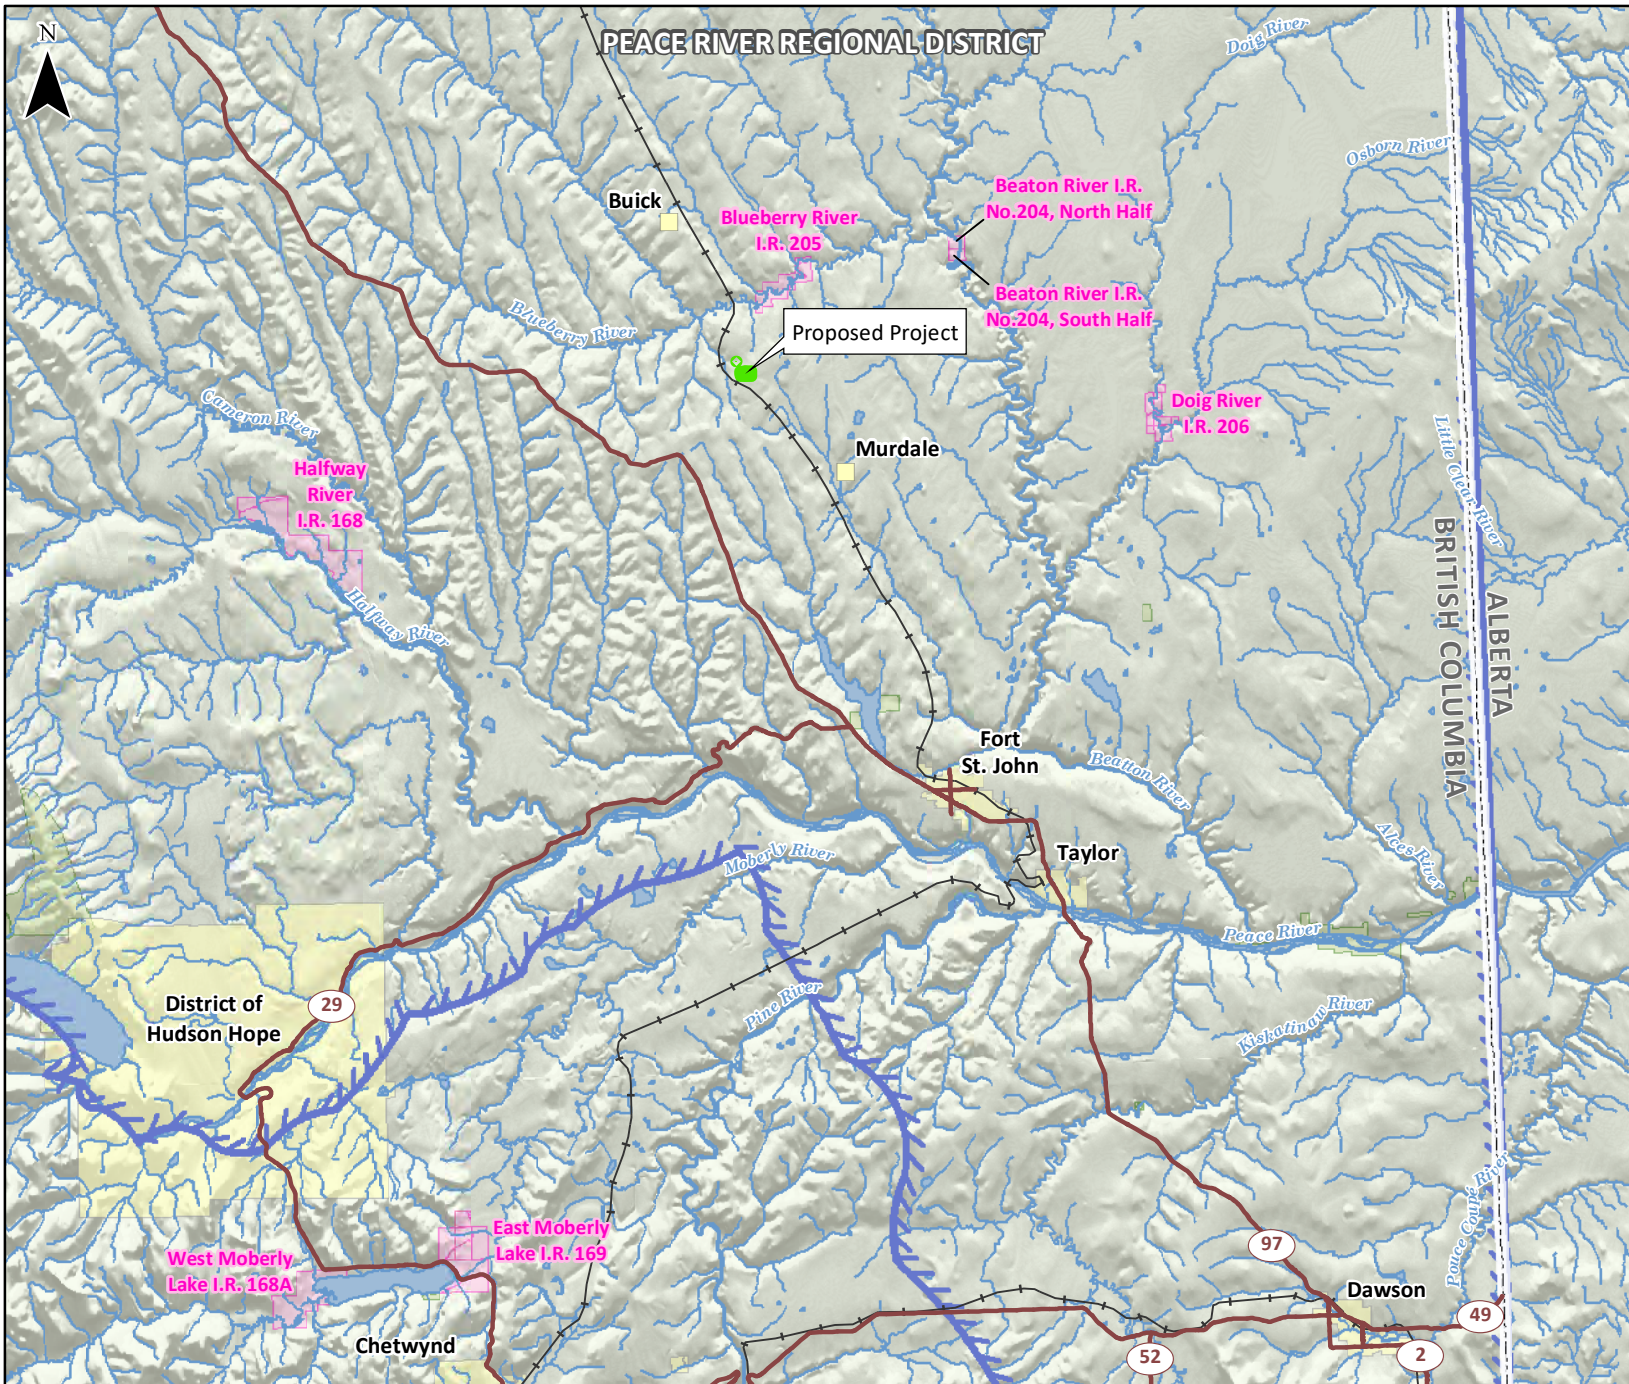 N
PEACE RIVER REGIONAL DISTRICT
Doig River
Osborn River
Buick
Blueberry River
I.R. 205
Beaton River I.R.
No.204, North Half
Beaton River I.R.
No.204, South Half
Blueberry River
Proposed Project
Cameron River
Doig River
I.R. 206
Murdale
Little Clear River
Halfway
River
I.R. 168
Halfway River
BRITISH COLUMBIA
ALBERTA
Fort
St. John
Beatton River
Taylor
Moberly River
Alces River
Peace River
Pine River
Kiskatinaw River
District of
Hudson Hope
29
Pouce Coupé River
East Moberly
Lake I.R. 169
West Moberly
Lake I.R. 168A
97
Dawson
49
Chetwynd
52
2